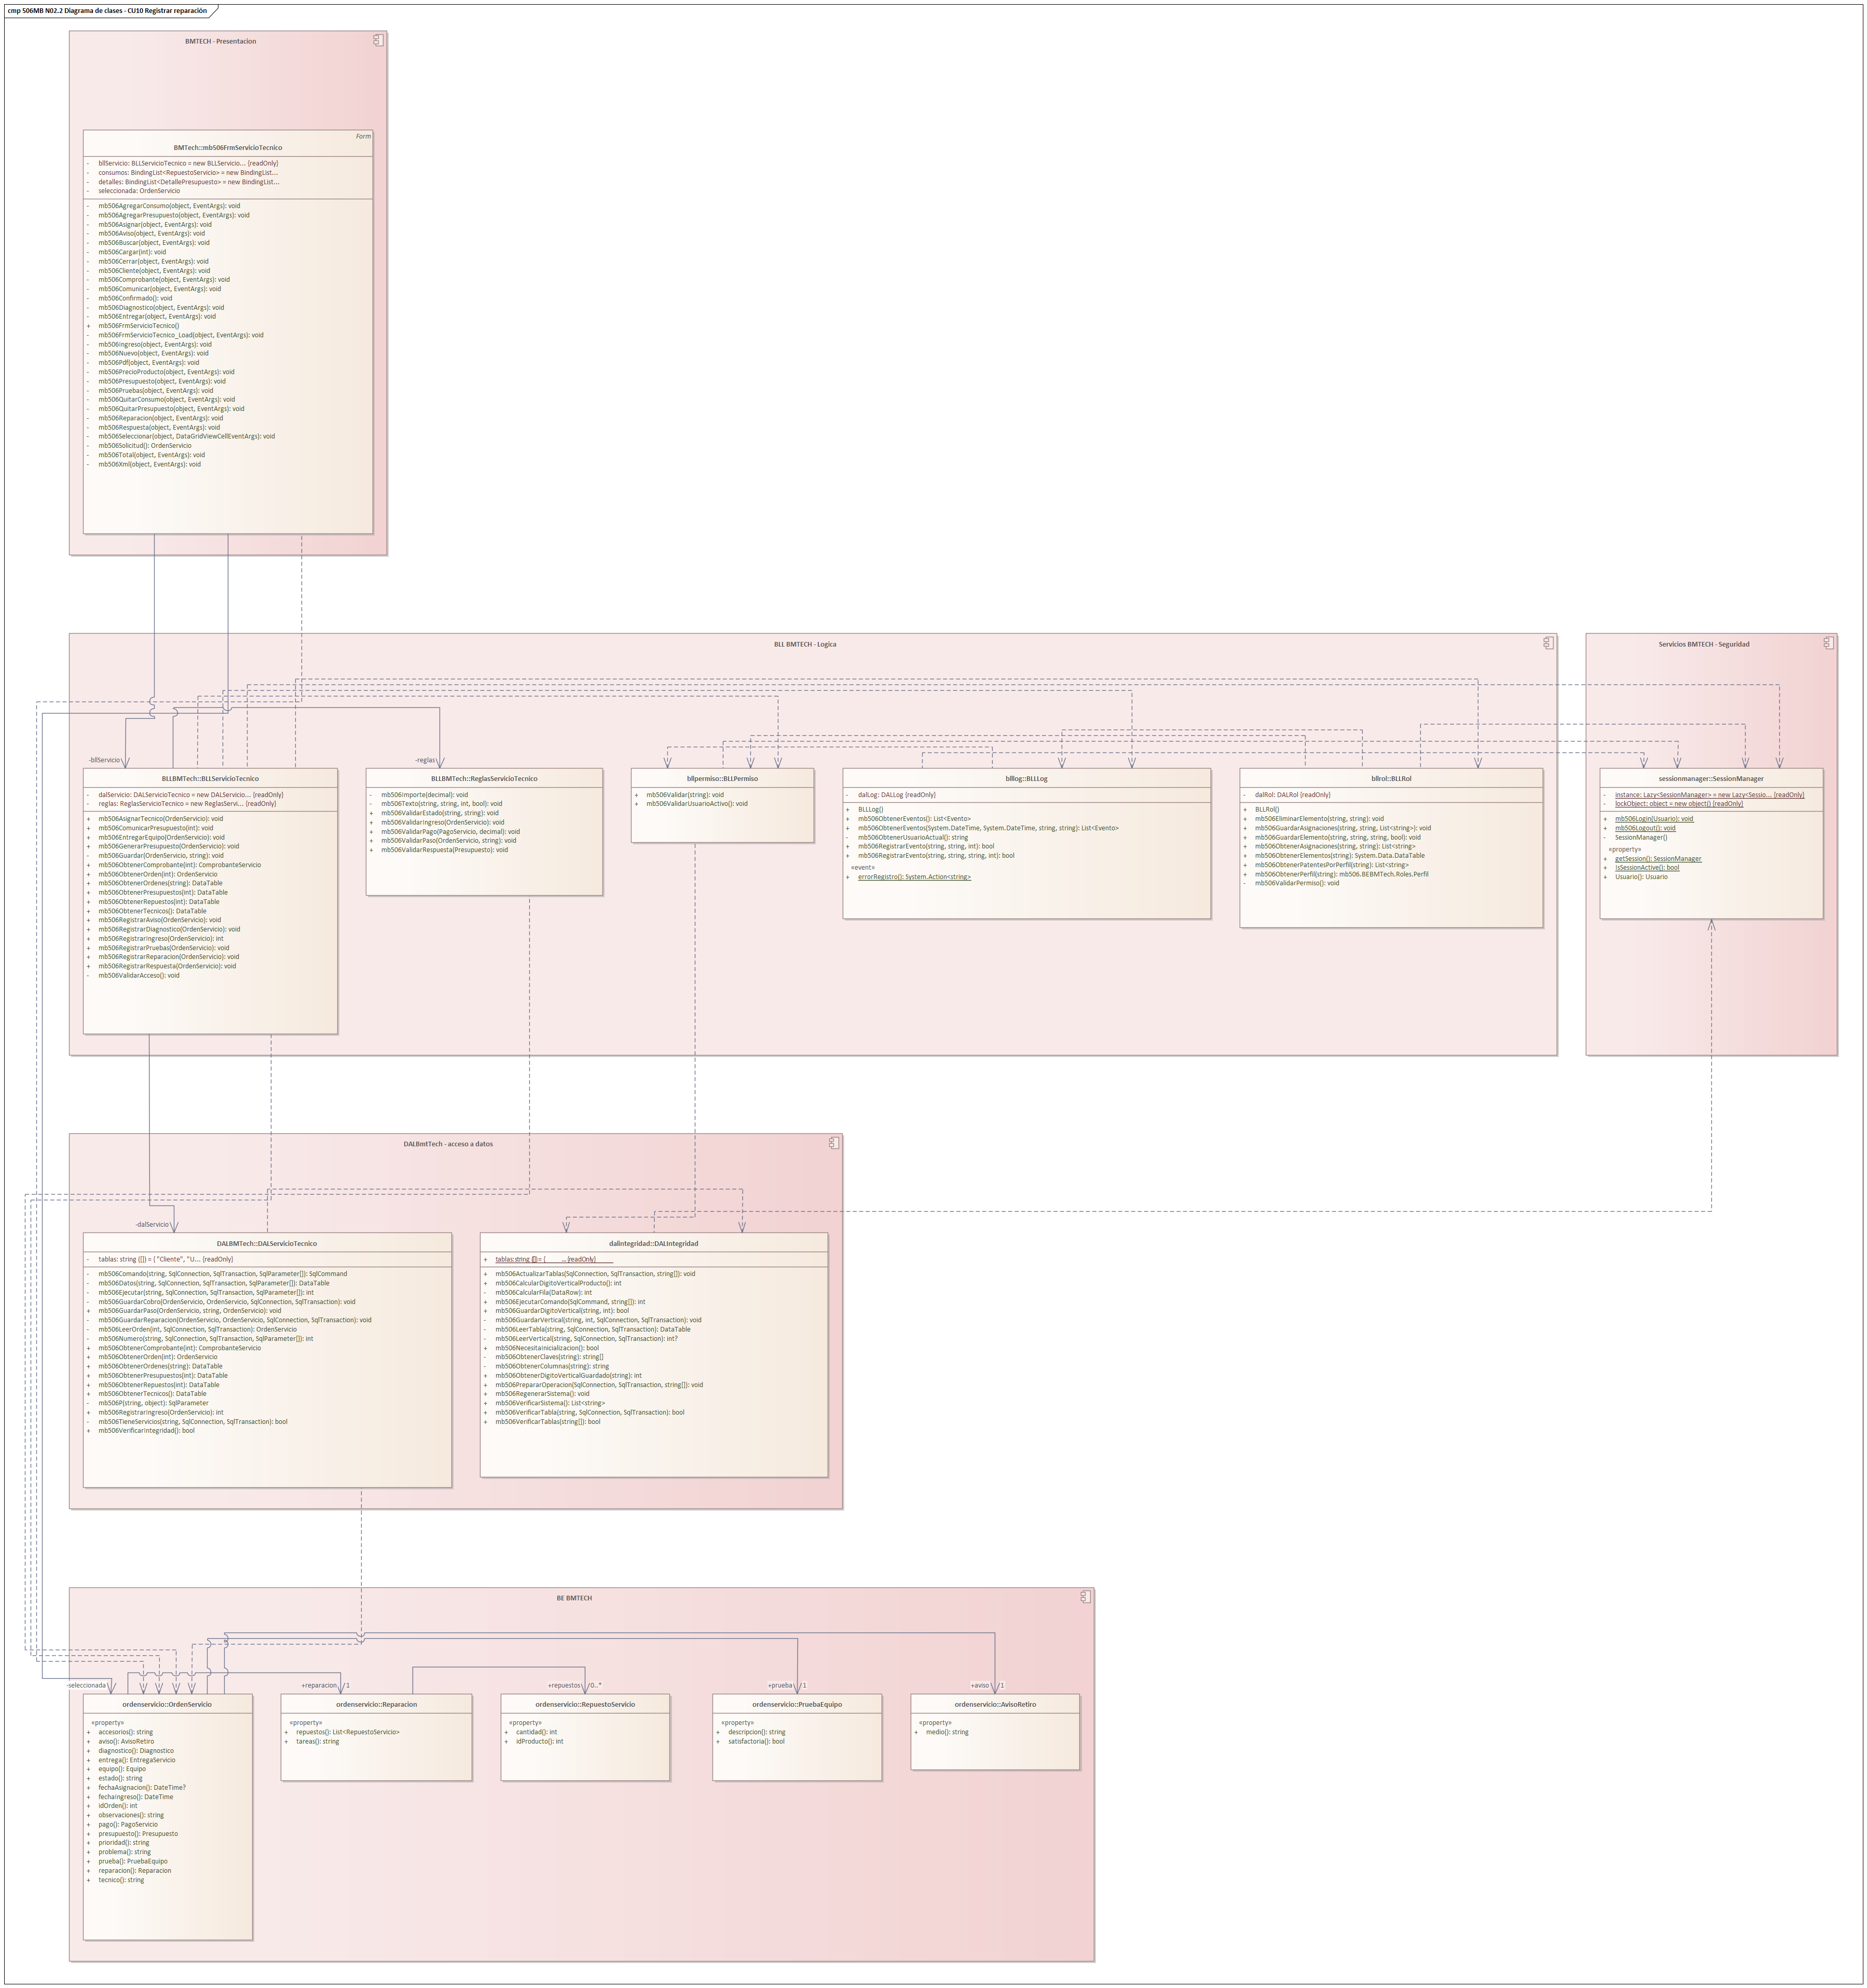 cmp 506MB N02.2 Diagrama de clases - CU10 Registrar reparación
BMTECH - Presentacion
Form
BMTech::mb506FrmServicioTecnico
- bllServicio: BLLServicioTecnico = new BLLServicio... {readOnly}
- consumos: BindingList<RepuestoServicio> = new BindingList...
- detalles: BindingList<DetallePresupuesto> = new BindingList...
- seleccionada: OrdenServicio
- mb506AgregarConsumo(object, EventArgs): void
- mb506AgregarPresupuesto(object, EventArgs): void
- mb506Asignar(object, EventArgs): void
- mb506Aviso(object, EventArgs): void
- mb506Buscar(object, EventArgs): void
- mb506Cargar(int): void
- mb506Cerrar(object, EventArgs): void
- mb506Cliente(object, EventArgs): void
- mb506Comprobante(object, EventArgs): void
- mb506Comunicar(object, EventArgs): void
- mb506Confirmado(): void
- mb506Diagnostico(object, EventArgs): void
- mb506Entregar(object, EventArgs): void
+ mb506FrmServicioTecnico()
- mb506FrmServicioTecnico_Load(object, EventArgs): void
- mb506Ingreso(object, EventArgs): void
- mb506Nuevo(object, EventArgs): void
- mb506Pdf(object, EventArgs): void
- mb506PrecioProducto(object, EventArgs): void
- mb506Presupuesto(object, EventArgs): void
- mb506Pruebas(object, EventArgs): void
- mb506QuitarConsumo(object, EventArgs): void
- mb506QuitarPresupuesto(object, EventArgs): void
- mb506Reparacion(object, EventArgs): void
- mb506Respuesta(object, EventArgs): void
- mb506Seleccionar(object, DataGridViewCellEventArgs): void
- mb506Solicitud(): OrdenServicio
- mb506Total(object, EventArgs): void
- mb506Xml(object, EventArgs): void
BLL BMTECH - Logica
Servicios BMTECH - Seguridad
-bllServicio
-reglas
BLLBMTech::BLLServicioTecnico
- dalServicio: DALServicioTecnico = new DALServicio... {readOnly}
- reglas: ReglasServicioTecnico = new ReglasServi... {readOnly}
+ mb506AsignarTecnico(OrdenServicio): void
+ mb506ComunicarPresupuesto(int): void
+ mb506EntregarEquipo(OrdenServicio): void
+ mb506GenerarPresupuesto(OrdenServicio): void
- mb506Guardar(OrdenServicio, string): void
+ mb506ObtenerComprobante(int): ComprobanteServicio
+ mb506ObtenerOrden(int): OrdenServicio
+ mb506ObtenerOrdenes(string): DataTable
+ mb506ObtenerPresupuestos(int): DataTable
+ mb506ObtenerRepuestos(int): DataTable
+ mb506ObtenerTecnicos(): DataTable
+ mb506RegistrarAviso(OrdenServicio): void
+ mb506RegistrarDiagnostico(OrdenServicio): void
+ mb506RegistrarIngreso(OrdenServicio): int
+ mb506RegistrarPruebas(OrdenServicio): void
+ mb506RegistrarReparacion(OrdenServicio): void
+ mb506RegistrarRespuesta(OrdenServicio): void
- mb506ValidarAcceso(): void
BLLBMTech::ReglasServicioTecnico
- mb506Importe(decimal): void
- mb506Texto(string, string, int, bool): void
+ mb506ValidarEstado(string, string): void
+ mb506ValidarIngreso(OrdenServicio): void
+ mb506ValidarPago(PagoServicio, decimal): void
+ mb506ValidarPaso(OrdenServicio, string): void
+ mb506ValidarRespuesta(Presupuesto): void
bllpermiso::BLLPermiso
+ mb506Validar(string): void
+ mb506ValidarUsuarioActivo(): void
blllog::BLLLog
- dalLog: DALLog {readOnly}
+ BLLLog()
+ mb506ObtenerEventos(): List<Evento>
+ mb506ObtenerEventos(System.DateTime, System.DateTime, string, string): List<Evento>
- mb506ObtenerUsuarioActual(): string
+ mb506RegistrarEvento(string, string, int): bool
+ mb506RegistrarEvento(string, string, string, int): bool
«event»
+ errorRegistro(): System.Action<string>
bllrol::BLLRol
- dalRol: DALRol {readOnly}
+ BLLRol()
+ mb506EliminarElemento(string, string): void
+ mb506GuardarAsignaciones(string, string, List<string>): void
+ mb506GuardarElemento(string, string, string, bool): void
+ mb506ObtenerAsignaciones(string, string): List<string>
+ mb506ObtenerElementos(string): System.Data.DataTable
+ mb506ObtenerPatentesPorPerfil(string): List<string>
+ mb506ObtenerPerfil(string): mb506.BEBMTech.Roles.Perfil
- mb506ValidarPermiso(): void
sessionmanager::SessionManager
- instance: Lazy<SessionManager> = new Lazy<Sessio... {readOnly}
- lockObject: object = new object() {readOnly}
+ mb506Login(Usuario): void
+ mb506Logout(): void
- SessionManager()
«property»
+ getSession(): SessionManager
+ IsSessionActive(): bool
+ Usuario(): Usuario
DALBmtTech - acceso a datos
-dalServicio
DALBMTech::DALServicioTecnico
- tablas: string ([]) = { "Cliente", "U... {readOnly}
- mb506Comando(string, SqlConnection, SqlTransaction, SqlParameter[]): SqlCommand
- mb506Datos(string, SqlConnection, SqlTransaction, SqlParameter[]): DataTable
- mb506Ejecutar(string, SqlConnection, SqlTransaction, SqlParameter[]): int
- mb506GuardarCobro(OrdenServicio, OrdenServicio, SqlConnection, SqlTransaction): void
+ mb506GuardarPaso(OrdenServicio, string, OrdenServicio): void
- mb506GuardarReparacion(OrdenServicio, OrdenServicio, SqlConnection, SqlTransaction): void
- mb506LeerOrden(int, SqlConnection, SqlTransaction): OrdenServicio
- mb506Numero(string, SqlConnection, SqlTransaction, SqlParameter[]): int
+ mb506ObtenerComprobante(int): ComprobanteServicio
+ mb506ObtenerOrden(int): OrdenServicio
+ mb506ObtenerOrdenes(string): DataTable
+ mb506ObtenerPresupuestos(int): DataTable
+ mb506ObtenerRepuestos(int): DataTable
+ mb506ObtenerTecnicos(): DataTable
- mb506P(string, object): SqlParameter
+ mb506RegistrarIngreso(OrdenServicio): int
- mb506TieneServicios(string, SqlConnection, SqlTransaction): bool
+ mb506VerificarIntegridad(): bool
dalintegridad::DALIntegridad
+ tablas: string ([]) = { ... {readOnly}
+ mb506ActualizarTablas(SqlConnection, SqlTransaction, string[]): void
+ mb506CalcularDigitoVerticalProducto(): int
- mb506CalcularFila(DataRow): int
+ mb506EjecutarComando(SqlCommand, string[]): int
+ mb506GuardarDigitoVertical(string, int): bool
- mb506GuardarVertical(string, int, SqlConnection, SqlTransaction): void
- mb506LeerTabla(string, SqlConnection, SqlTransaction): DataTable
- mb506LeerVertical(string, SqlConnection, SqlTransaction): int?
+ mb506NecesitaInicializacion(): bool
- mb506ObtenerClaves(string): string[]
- mb506ObtenerColumnas(string): string
+ mb506ObtenerDigitoVerticalGuardado(string): int
+ mb506PrepararOperacion(SqlConnection, SqlTransaction, string[]): void
+ mb506RegenerarSistema(): void
+ mb506VerificarSistema(): List<string>
+ mb506VerificarTabla(string, SqlConnection, SqlTransaction): bool
+ mb506VerificarTablas(string[]): bool
BE BMTECH
-seleccionada
+reparacion 1
+repuestos 0..*
+prueba 1
+aviso 1
ordenservicio::OrdenServicio
«property»
+ accesorios(): string
+ aviso(): AvisoRetiro
+ diagnostico(): Diagnostico
+ entrega(): EntregaServicio
+ equipo(): Equipo
+ estado(): string
+ fechaAsignacion(): DateTime?
+ fechaIngreso(): DateTime
+ idOrden(): int
+ observaciones(): string
+ pago(): PagoServicio
+ presupuesto(): Presupuesto
+ prioridad(): string
+ problema(): string
+ prueba(): PruebaEquipo
+ reparacion(): Reparacion
+ tecnico(): string
ordenservicio::Reparacion
«property»
+ repuestos(): List<RepuestoServicio>
+ tareas(): string
ordenservicio::RepuestoServicio
«property»
+ cantidad(): int
+ idProducto(): int
ordenservicio::PruebaEquipo
«property»
+ descripcion(): string
+ satisfactoria(): bool
ordenservicio::AvisoRetiro
«property»
+ medio(): string